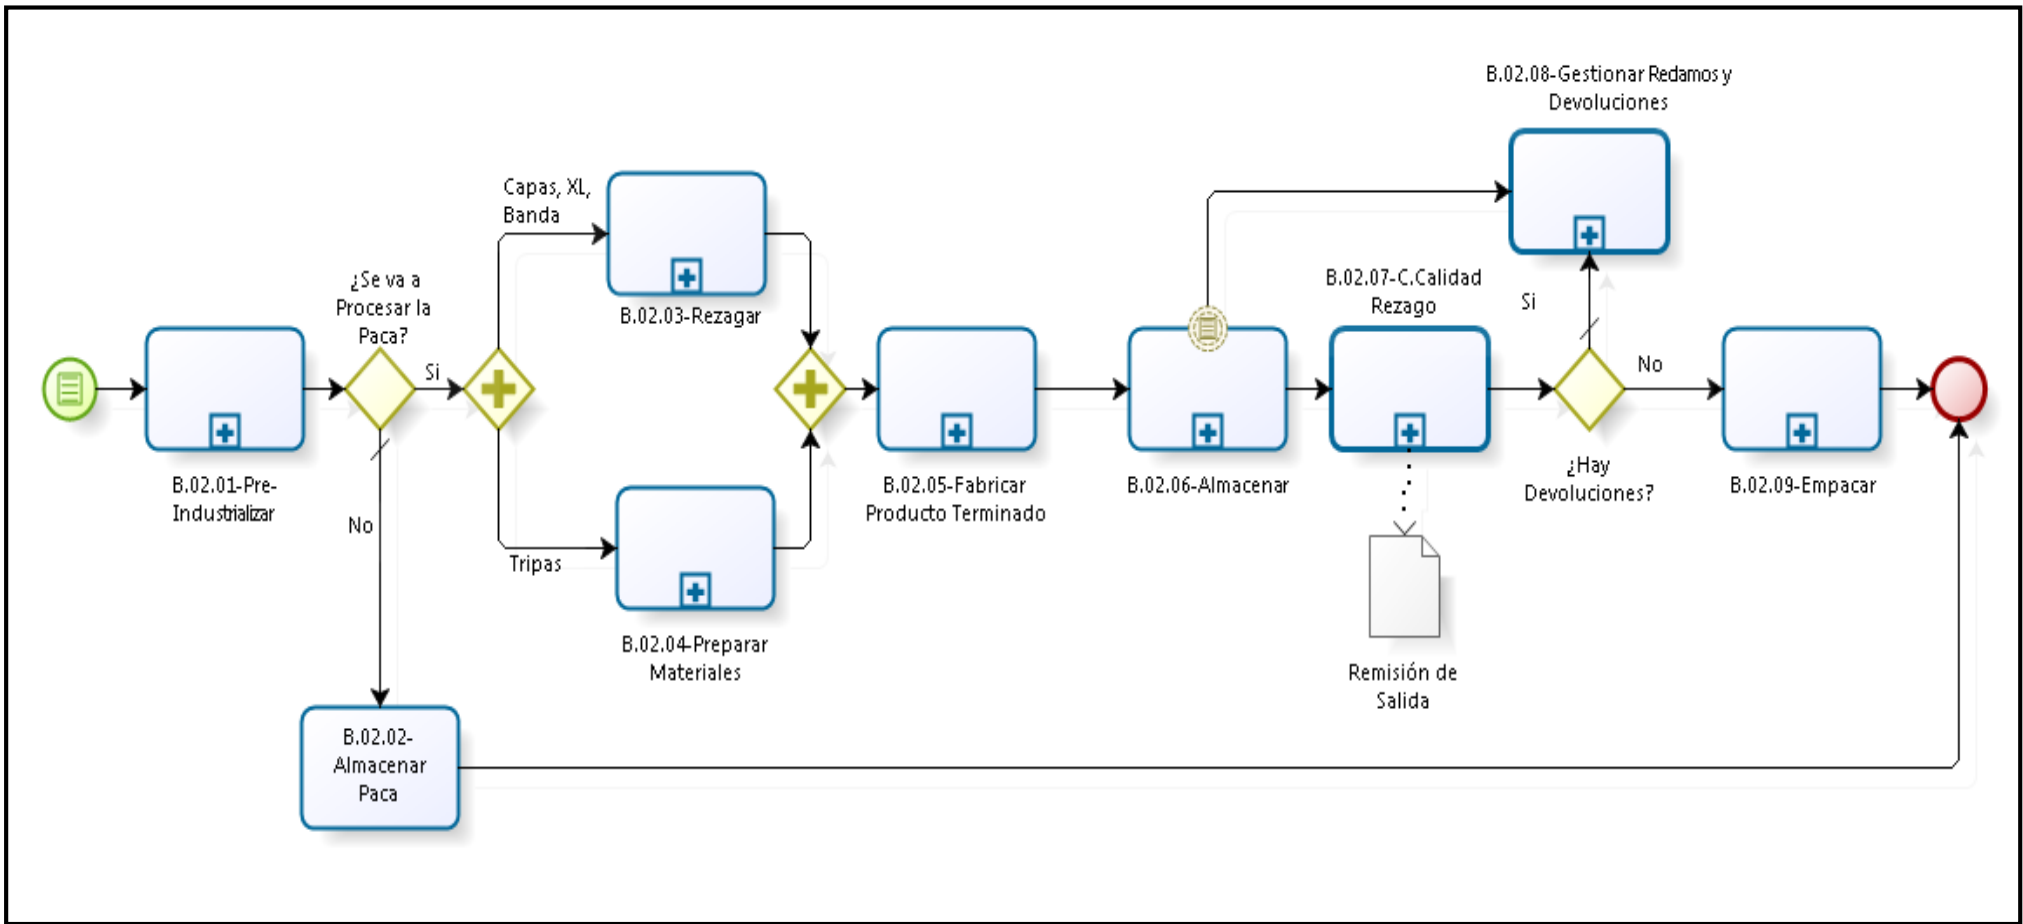 B.02.08-Gestionar Redamos y
Devoluciones
Capas, XL,
Banda
¿Se va a
Procesar la
Paca?
B.02.03-Rezagar
B.02.07-C.Calidad
Rezago
Si
Si
No
B.02.01-Pre-
Industrializar
B.02.05-Fabricar
Producto Terminado
B.02.06-Almacenar
¿Hay
Devoluciones?
B.02.09-Empacar
No
Tripas
B.02.04-Preparar
Materiales
Remisión de
Salida
B.02.02-
Almacenar
Paca